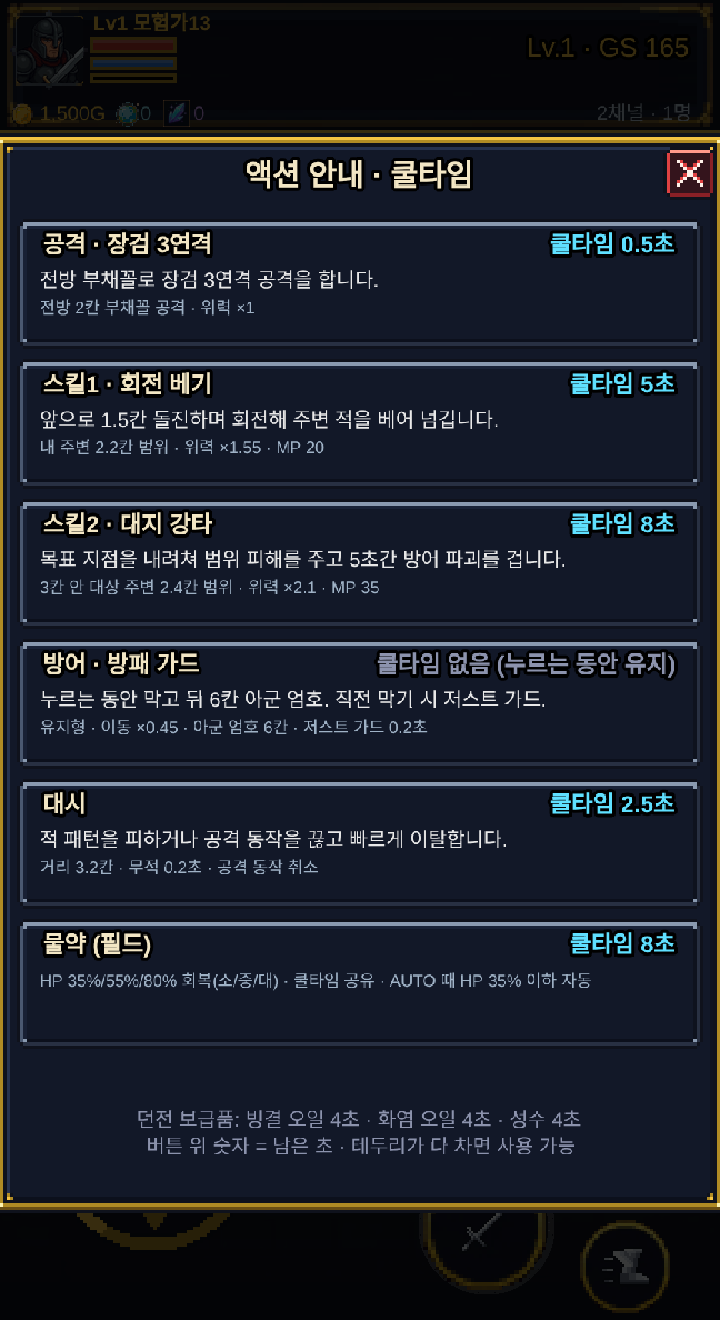 Lv1 모험가13
Lv.1 · GS 165
1.500G 0 0
2채널 · 1명
액션 안내 · 쿨타임
공격 · 장검 3연격
쿨타임 0.5초
전방 부채꼴로 장검 3연격 공격을 합니다.
전방 2칸 부채꼴 공격 · 위력 ×1
스킬1 · 회전 베기
쿨타임 5초
앞으로 1.5칸 돌진하며 회전해 주변 적을 베어 넘깁니다.
내 주변 2.2칸 범위 · 위력 ×1.55 · MP 20
스킬2 · 대지 강타
쿨타임 8초
목표 지점을 내려쳐 범위 피해를 주고 5초간 방어 파괴를 겁니다.
3칸 안 대상 주변 2.4칸 범위 · 위력 ×2.1 · MP 35
방어 · 방패 가드
쿨타임 없음 (누르는 동안 유지)
누르는 동안 막고 뒤 6칸 아군 엄호. 직전 막기 시 저스트 가드.
유지형 · 이동 ×0.45 · 아군 엄호 6칸 · 저스트 가드 0.2초
대시
쿨타임 2.5초
적 패턴을 피하거나 공격 동작을 끊고 빠르게 이탈합니다.
거리 3.2칸 · 무적 0.2초 · 공격 동작 취소
물약 (필드)
쿨타임 8초
HP 35%/55%/80% 회복(소/중/대) · 쿨타임 공유 · AUTO 때 HP 35% 이하 자동
던전 보급품: 빙결 오일 4초 · 화염 오일 4초 · 성수 4초
버튼 위 숫자 = 남은 초 · 테두리가 다 차면 사용 가능